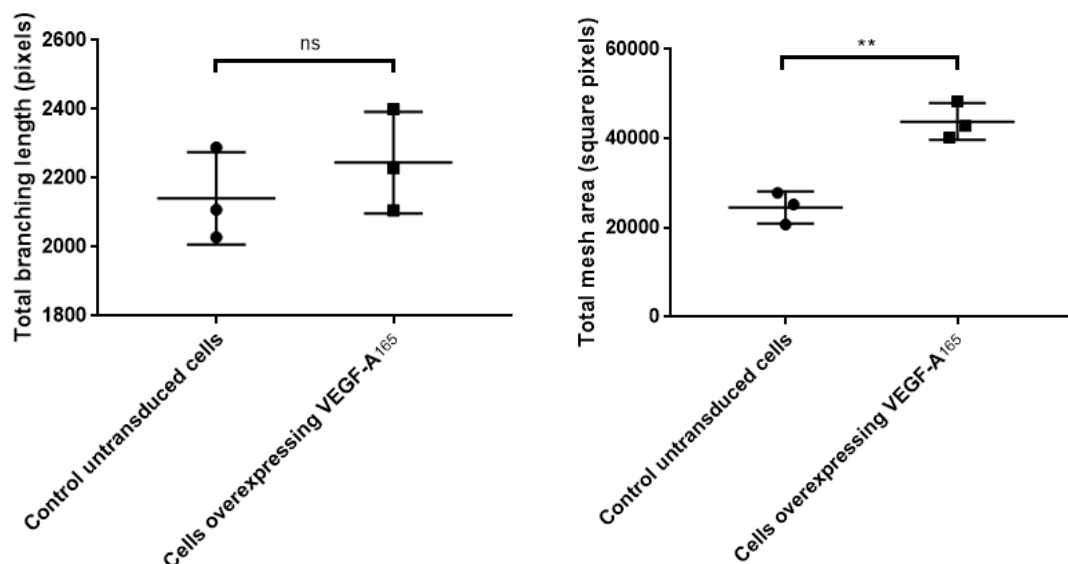 Total branching length (pixels)
2600
2400
2200
2000
1800
ns
Control untransduced cells
Cells overexpressing VEGF-A165
Total mesh area (square pixels)
60000
40000
20000
0
**
Control untransduced cells
Cells overexpressing VEGF-A165